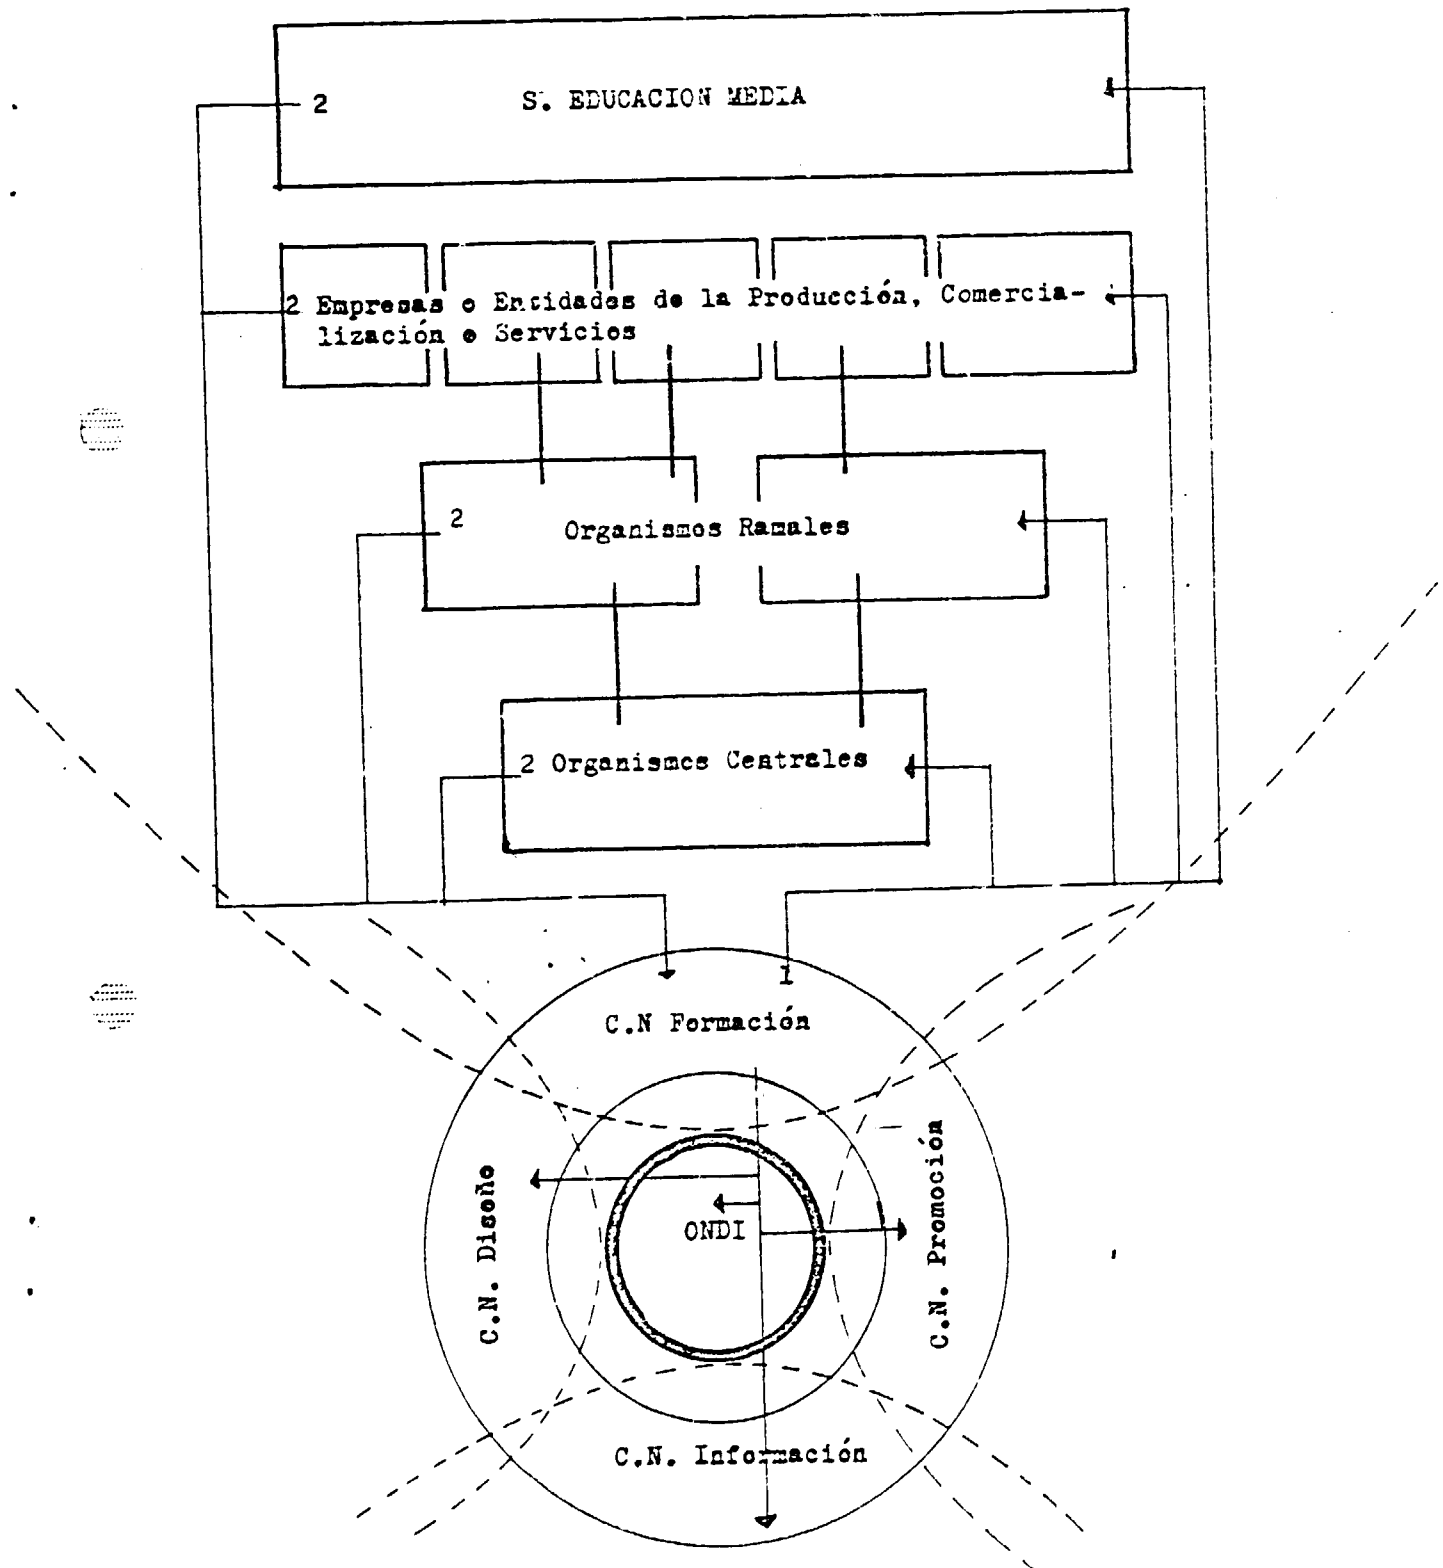 2 S. EDUCACION MEDIA
2 Empresas o Entidades de la Producción, Comercia-
lización o Servicios
2 Organismos Ramales
2 Organismos Centrales
1
C.N Formación
C.N. Diseño
ONDI
C.N. Promoción
C.N. Información